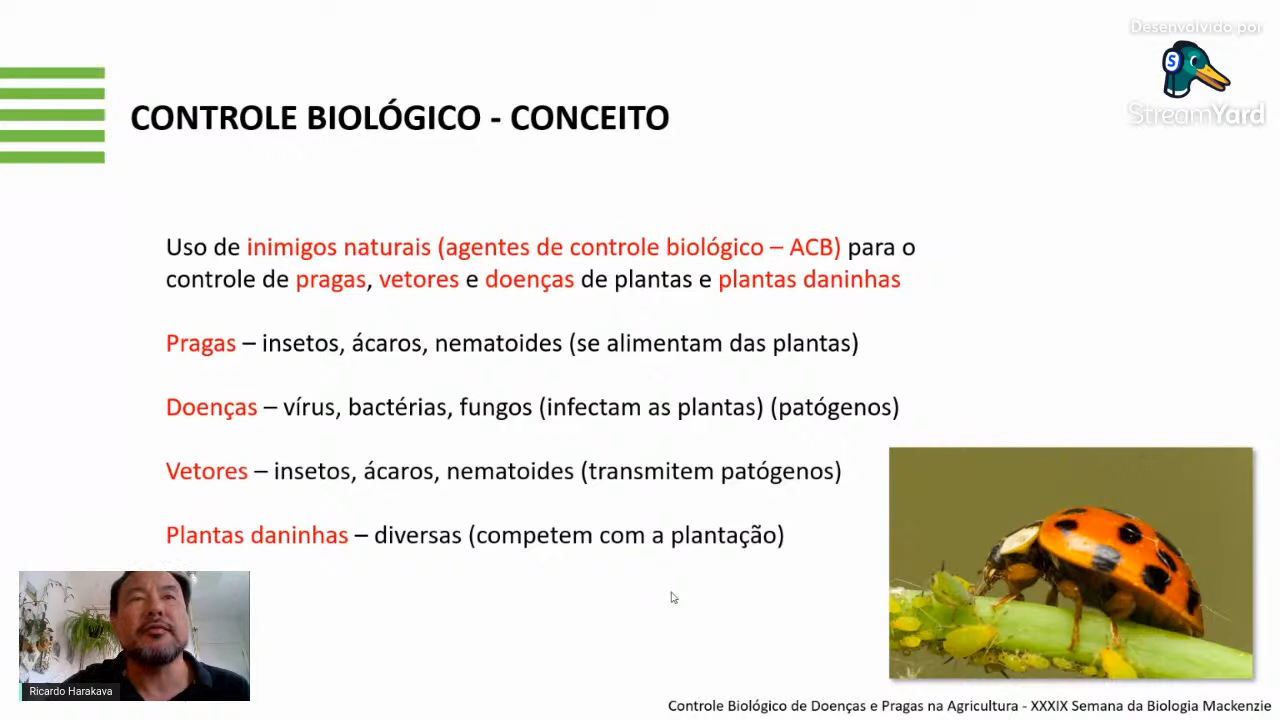 Desenvolvido por
S
StreamYard
CONTROLE BIOLÓGICO - CONCEITO
Uso de inimigos naturais (agentes de controle biológico – ACB) para o
controle de pragas, vetores e doenças de plantas e plantas daninhas
Pragas – insetos, ácaros, nematoides (se alimentam das plantas)
Doenças – vírus, bactérias, fungos (infectam as plantas) (patógenos)
Vetores – insetos, ácaros, nematoides (transmitem patógenos)
Plantas daninhas – diversas (competem com a plantação)
Ricardo Harakava
Controle Biológico de Doenças e Pragas na Agricultura - XXXIX Semana da Biologia Mackenzie